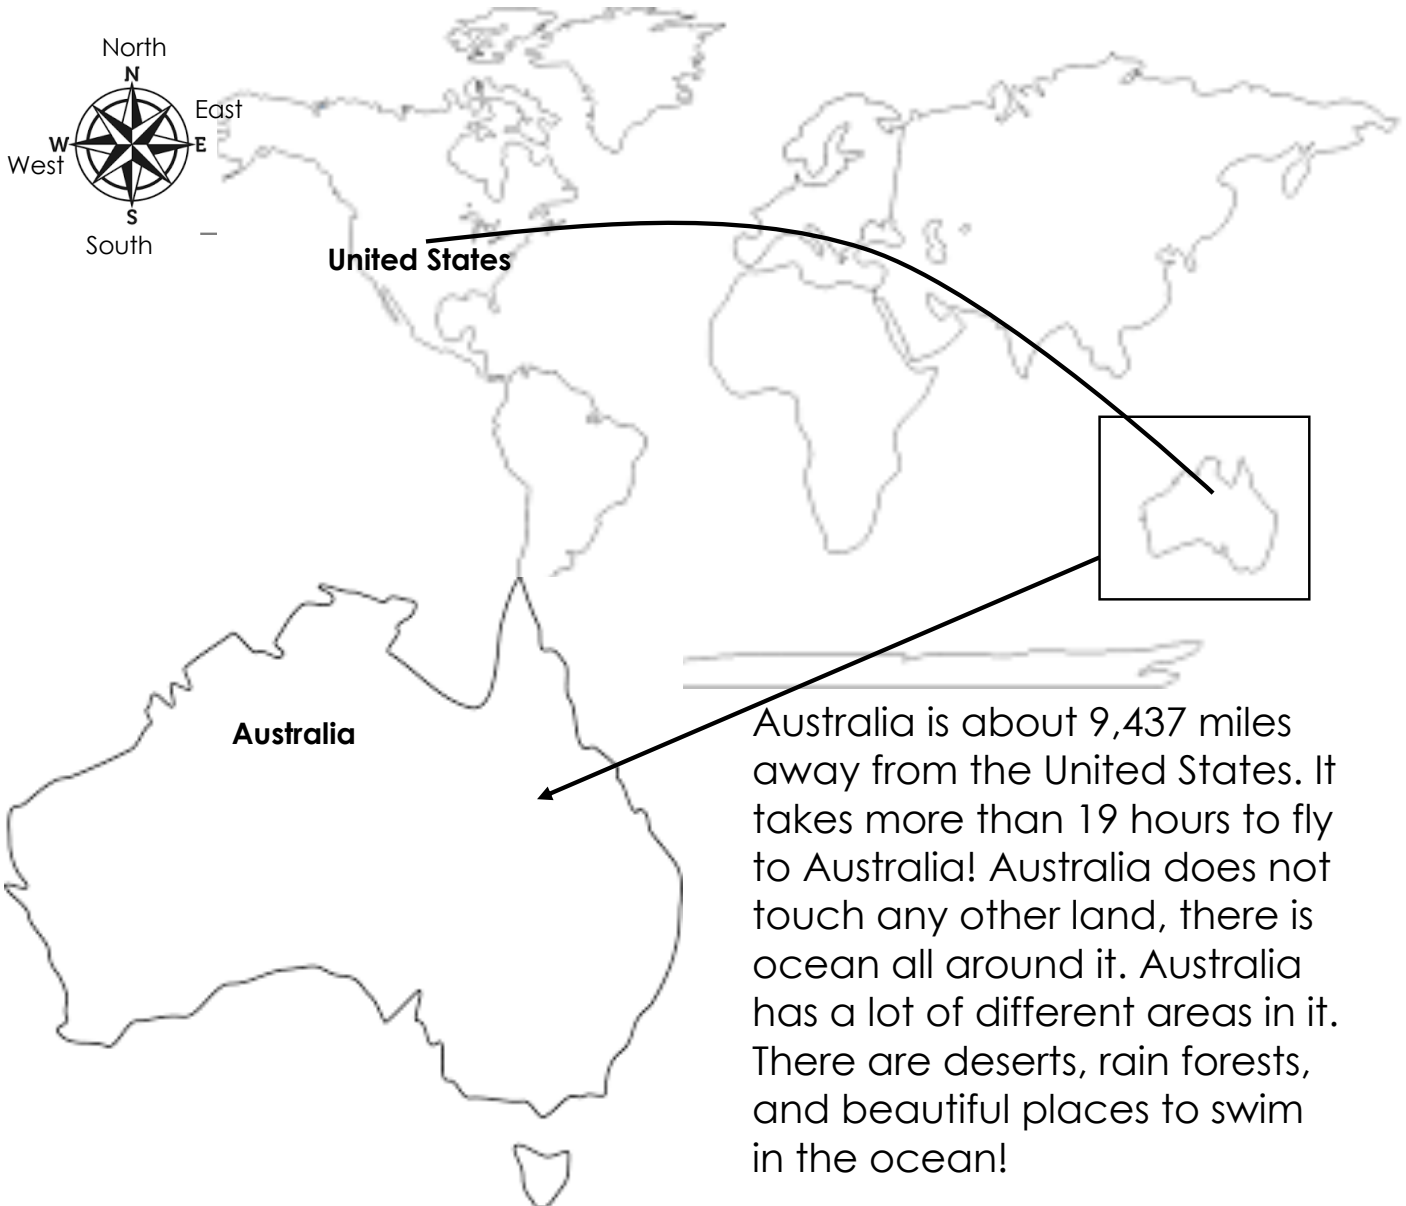 North
N
East
W
E
West
S
South
United States
Australia
Australia is about 9,437 miles
away from the United States. It
takes more than 19 hours to fly
to Australia! Australia does not
touch any other land, there is
ocean all around it. Australia
has a lot of different areas in it.
There are deserts, rain forests,
and beautiful places to swim
in the ocean!